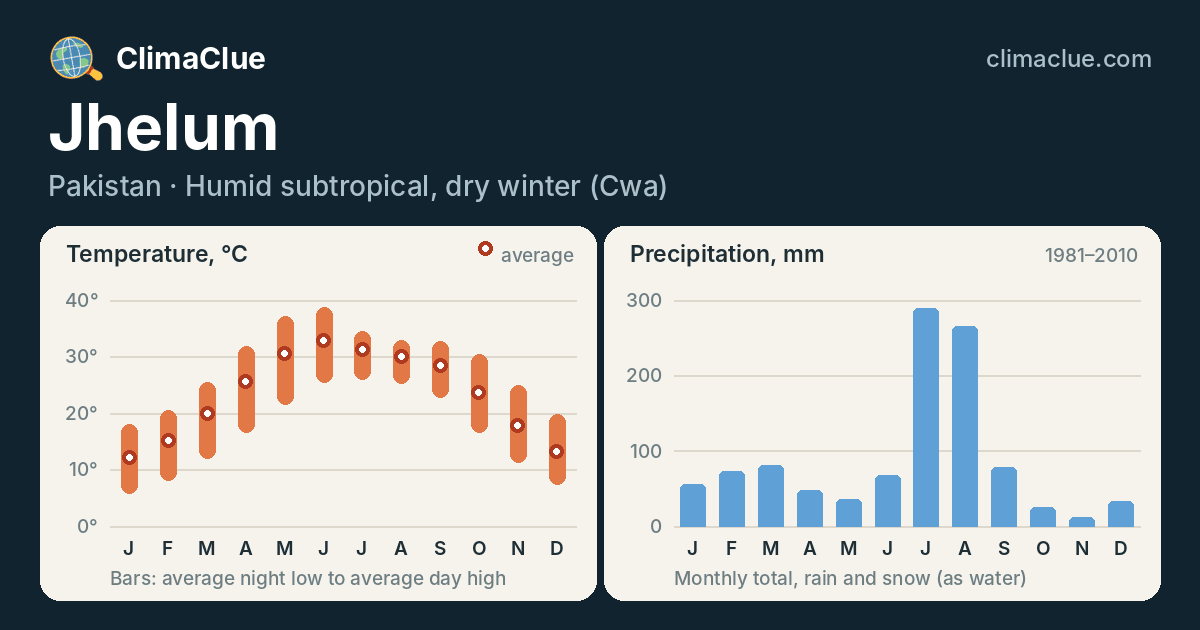 ClimaClue
climaclue.com
Jhelum
Pakistan · Humid subtropical, dry winter (Cwa)
Temperature, °C
average
40°
30°
20°
10°
0°
J F M A M J J A S O N D
Bars: average night low to average day high
Precipitation, mm
1981–2010
300
200
100
0
J F M A M J J A S O N D
Monthly total, rain and snow (as water)